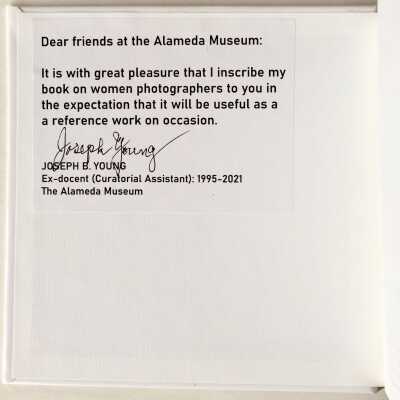 Dear friends at the Alameda Museum:
It is with great pleasure that I inscribe my
book on women photographers to you in
the expectation that it will be useful as a
a reference work on occasion.
Joseph Young
JOSEPH B. YOUNG
Ex-docent (Curatorial Assistant): 1995-2021
The Alameda Museum